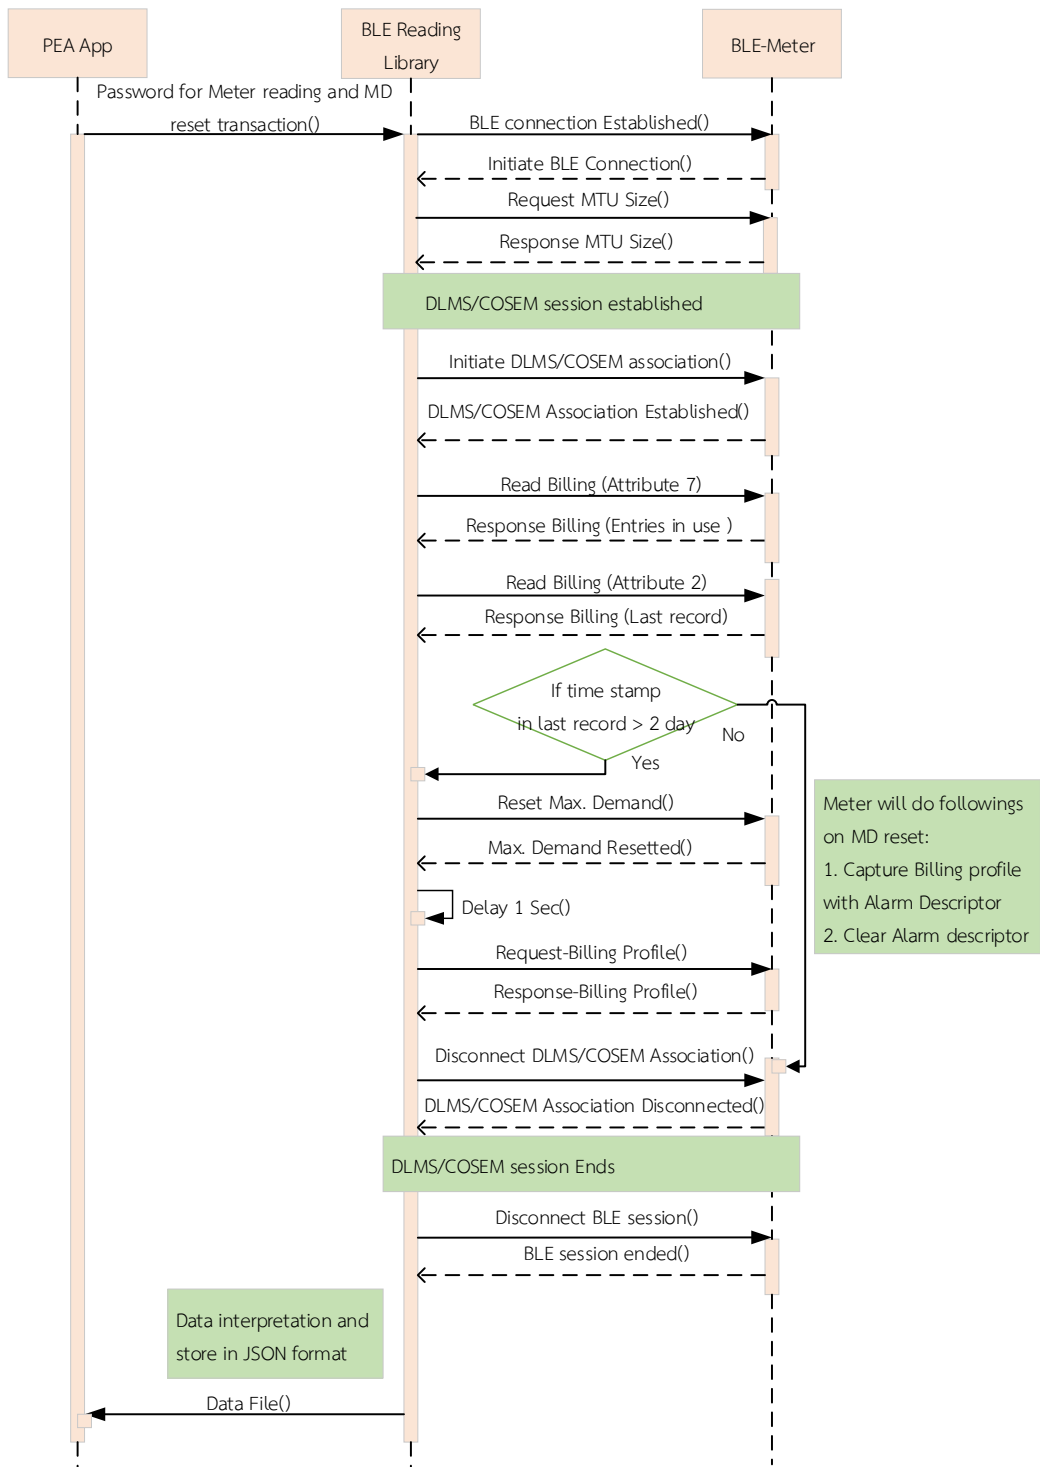 PEA App
BLE Reading
Library
BLE-Meter
Password for Meter reading and MD
reset transaction()
BLE connection Established()
Initiate BLE Connection()
Request MTU Size()
Response MTU Size()
DLMS/COSEM session established
Initiate DLMS/COSEM association()
DLMS/COSEM Association Established()
Read Billing (Attribute 7)
Response Billing (Entries in use )
Read Billing (Attribute 2)
Response Billing (Last record)
If time stamp
in last record > 2 day
No
Yes
Reset Max. Demand()
Max. Demand Resetted()
Meter will do followings
on MD reset:
1. Capture Billing profile
with Alarm Descriptor
2. Clear Alarm descriptor
Delay 1 Sec()
Request-Billing Profile()
Response-Billing Profile()
Disconnect DLMS/COSEM Association()
DLMS/COSEM Association Disconnected()
DLMS/COSEM session Ends
Disconnect BLE session()
BLE session ended()
Data interpretation and
store in JSON format
Data File()